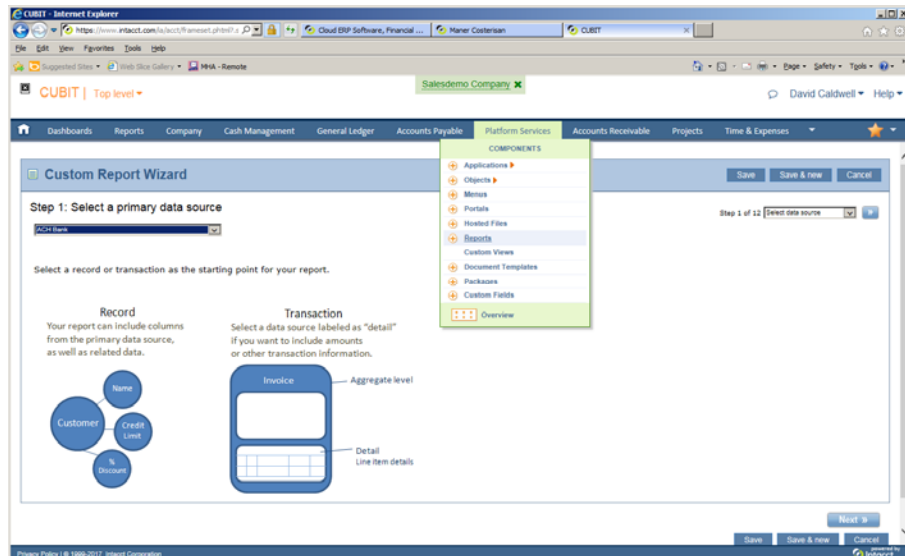 CUBIT - Internet Explorer
https://www.intacct.com/ia/acct/frameset.phtml?.s
Cloud ERP Software, Financial ...
Maner Costerisan
CUBIT
File Edit View Favorites Tools Help
Suggested Sites Web Slice Gallery MHA - Remote
Page Safety Tools
Salesdemo Company
CUBIT | Top level
David Caldwell Help
Dashboards Reports Company Cash Management General Ledger Accounts Payable Platform Services Accounts Receivable Projects Time & Expenses
COMPONENTS
Applications
Objects
Menus
Portals
Hosted Files
Reports
Custom Views
Document Templates
Packages
Custom Fields
Overview
Custom Report Wizard
Save Save & new Cancel
Step 1: Select a primary data source
Step 1 of 12 Select data source
ACH Bank
Select a record or transaction as the starting point for your report.
Record
Your report can include columns
from the primary data source,
as well as related data.
Name
Customer
Credit
Limit
%
Discount
Transaction
Select a data source labeled as "detail"
if you want to include amounts
or other transaction information.
Invoice
Aggregate level
Detail
Line item details
Next »
Save Save & new Cancel
Privacy Policy | © 1999-2017 Intacct Corporation
powered by
Intacct